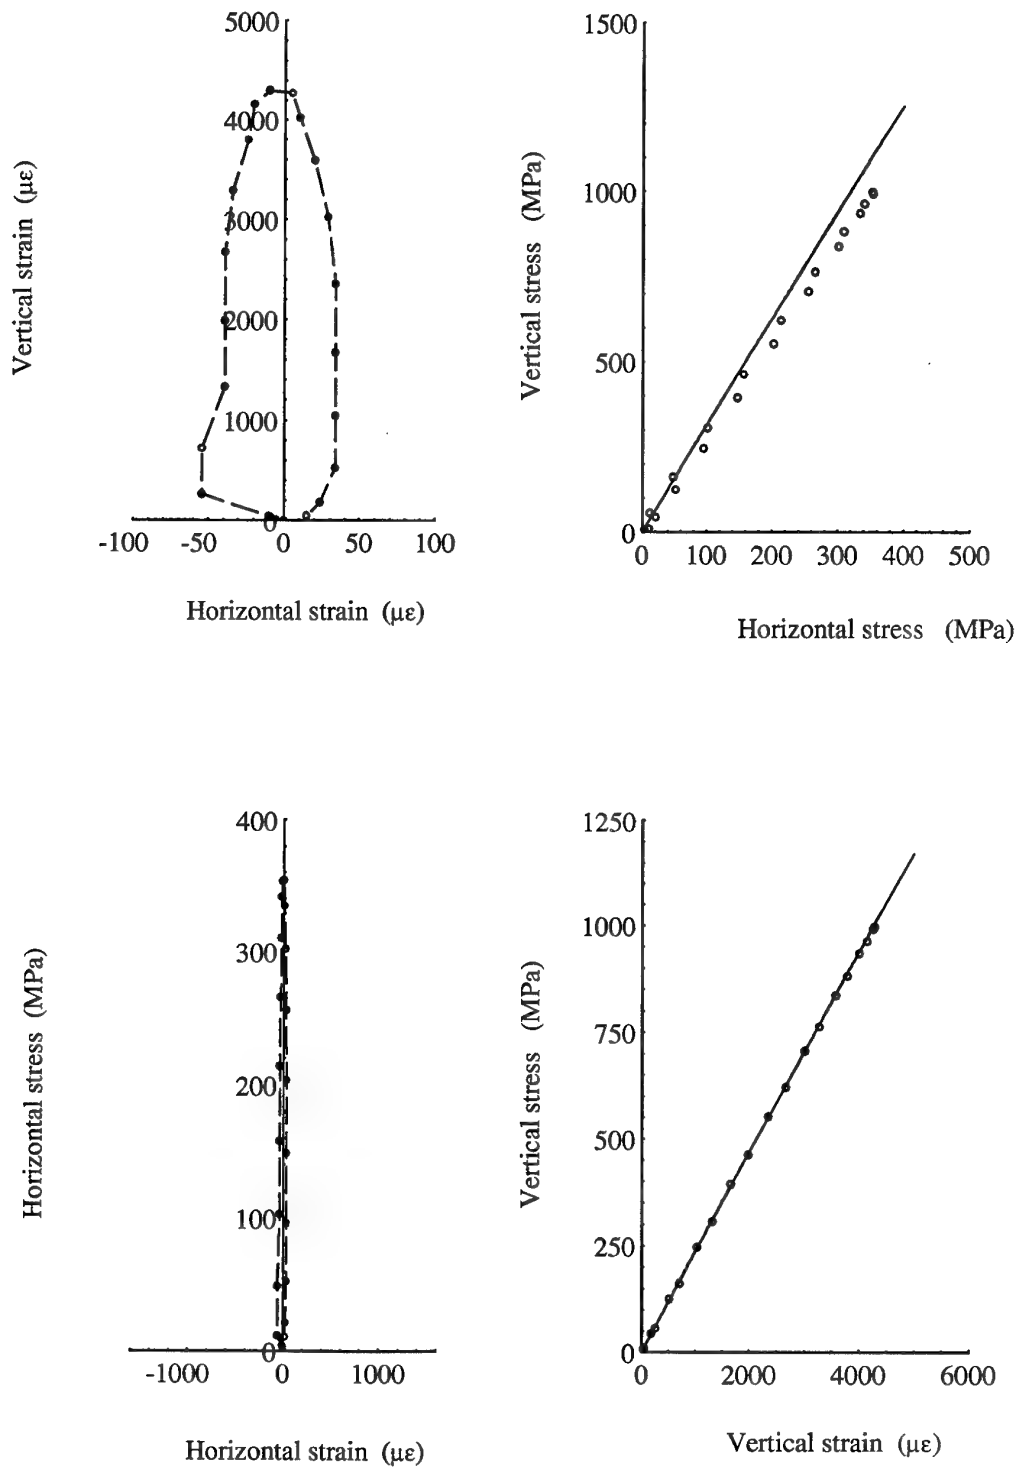 5000
4000
3000
2000
1000
0
-100 -50 0 50 100
Vertical strain (με)
Horizontal strain (με)
1500
1000
500
0
0 100 200 300 400 500
Vertical stress (MPa)
Horizontal stress (MPa)
400
300
200
100
0
-1000 0 1000
Horizontal stress (MPa)
Horizontal strain (με)
1250
1000
750
500
250
0
0 2000 4000 6000
Vertical stress (MPa)
Vertical strain (με)